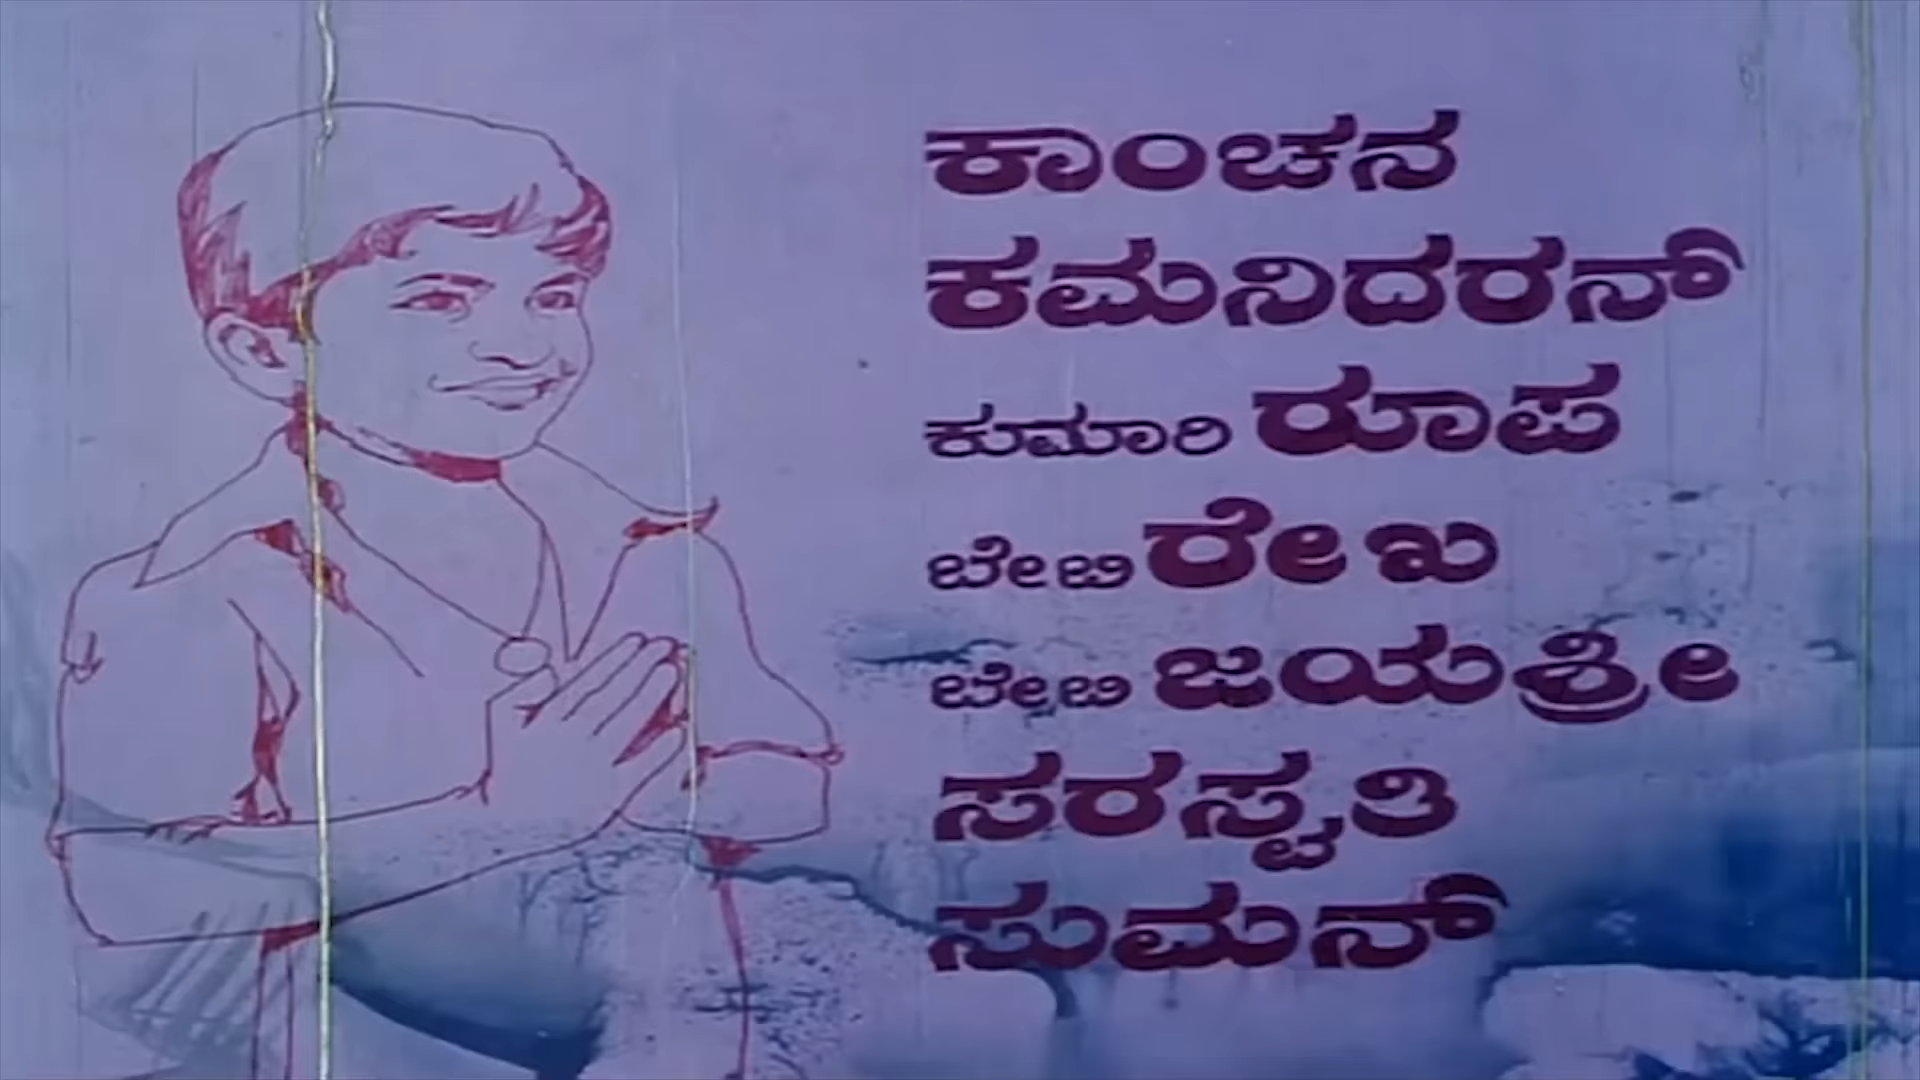 ಕಾಂಚನ
ಕಮನಿದರನ್
ಕುಮಾರಿ ರೂಪ
ಬೇಬಿ ರೇಖ
ಬೇಬಿ ಜಯಶ್ರೀ
ಸರಸ್ವತಿ
ಸುಮನ್